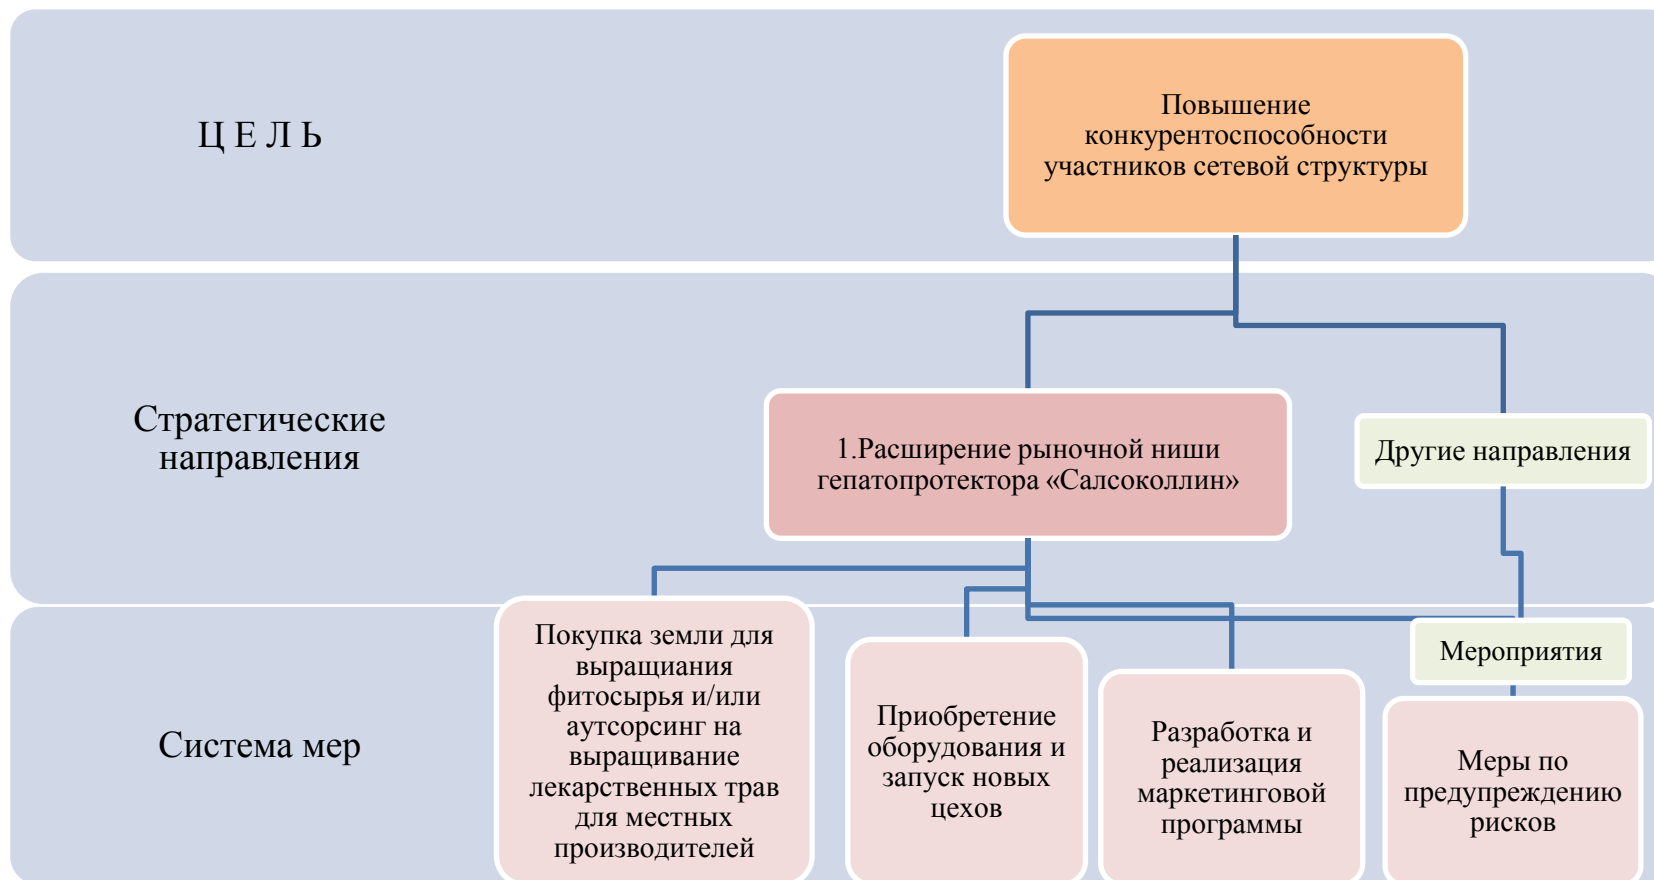 Ц Е Л Ь
Повышение
конкурентоспособности
участников сетевой структуры
Стратегические
направления
1.Расширение рыночной ниши
гепатопротектора «Салсоколлин»
Другие направления
Система мер
Покупка земли для
выращиания
фитосырья и/или
аутсорсинг на
выращивание
лекарственных трав
для местных
производителей
Приобретение
оборудования и
запуск новых
цехов
Разработка и
реализация
маркетинговой
программы
Мероприятия
Меры по
предупреждению
рисков